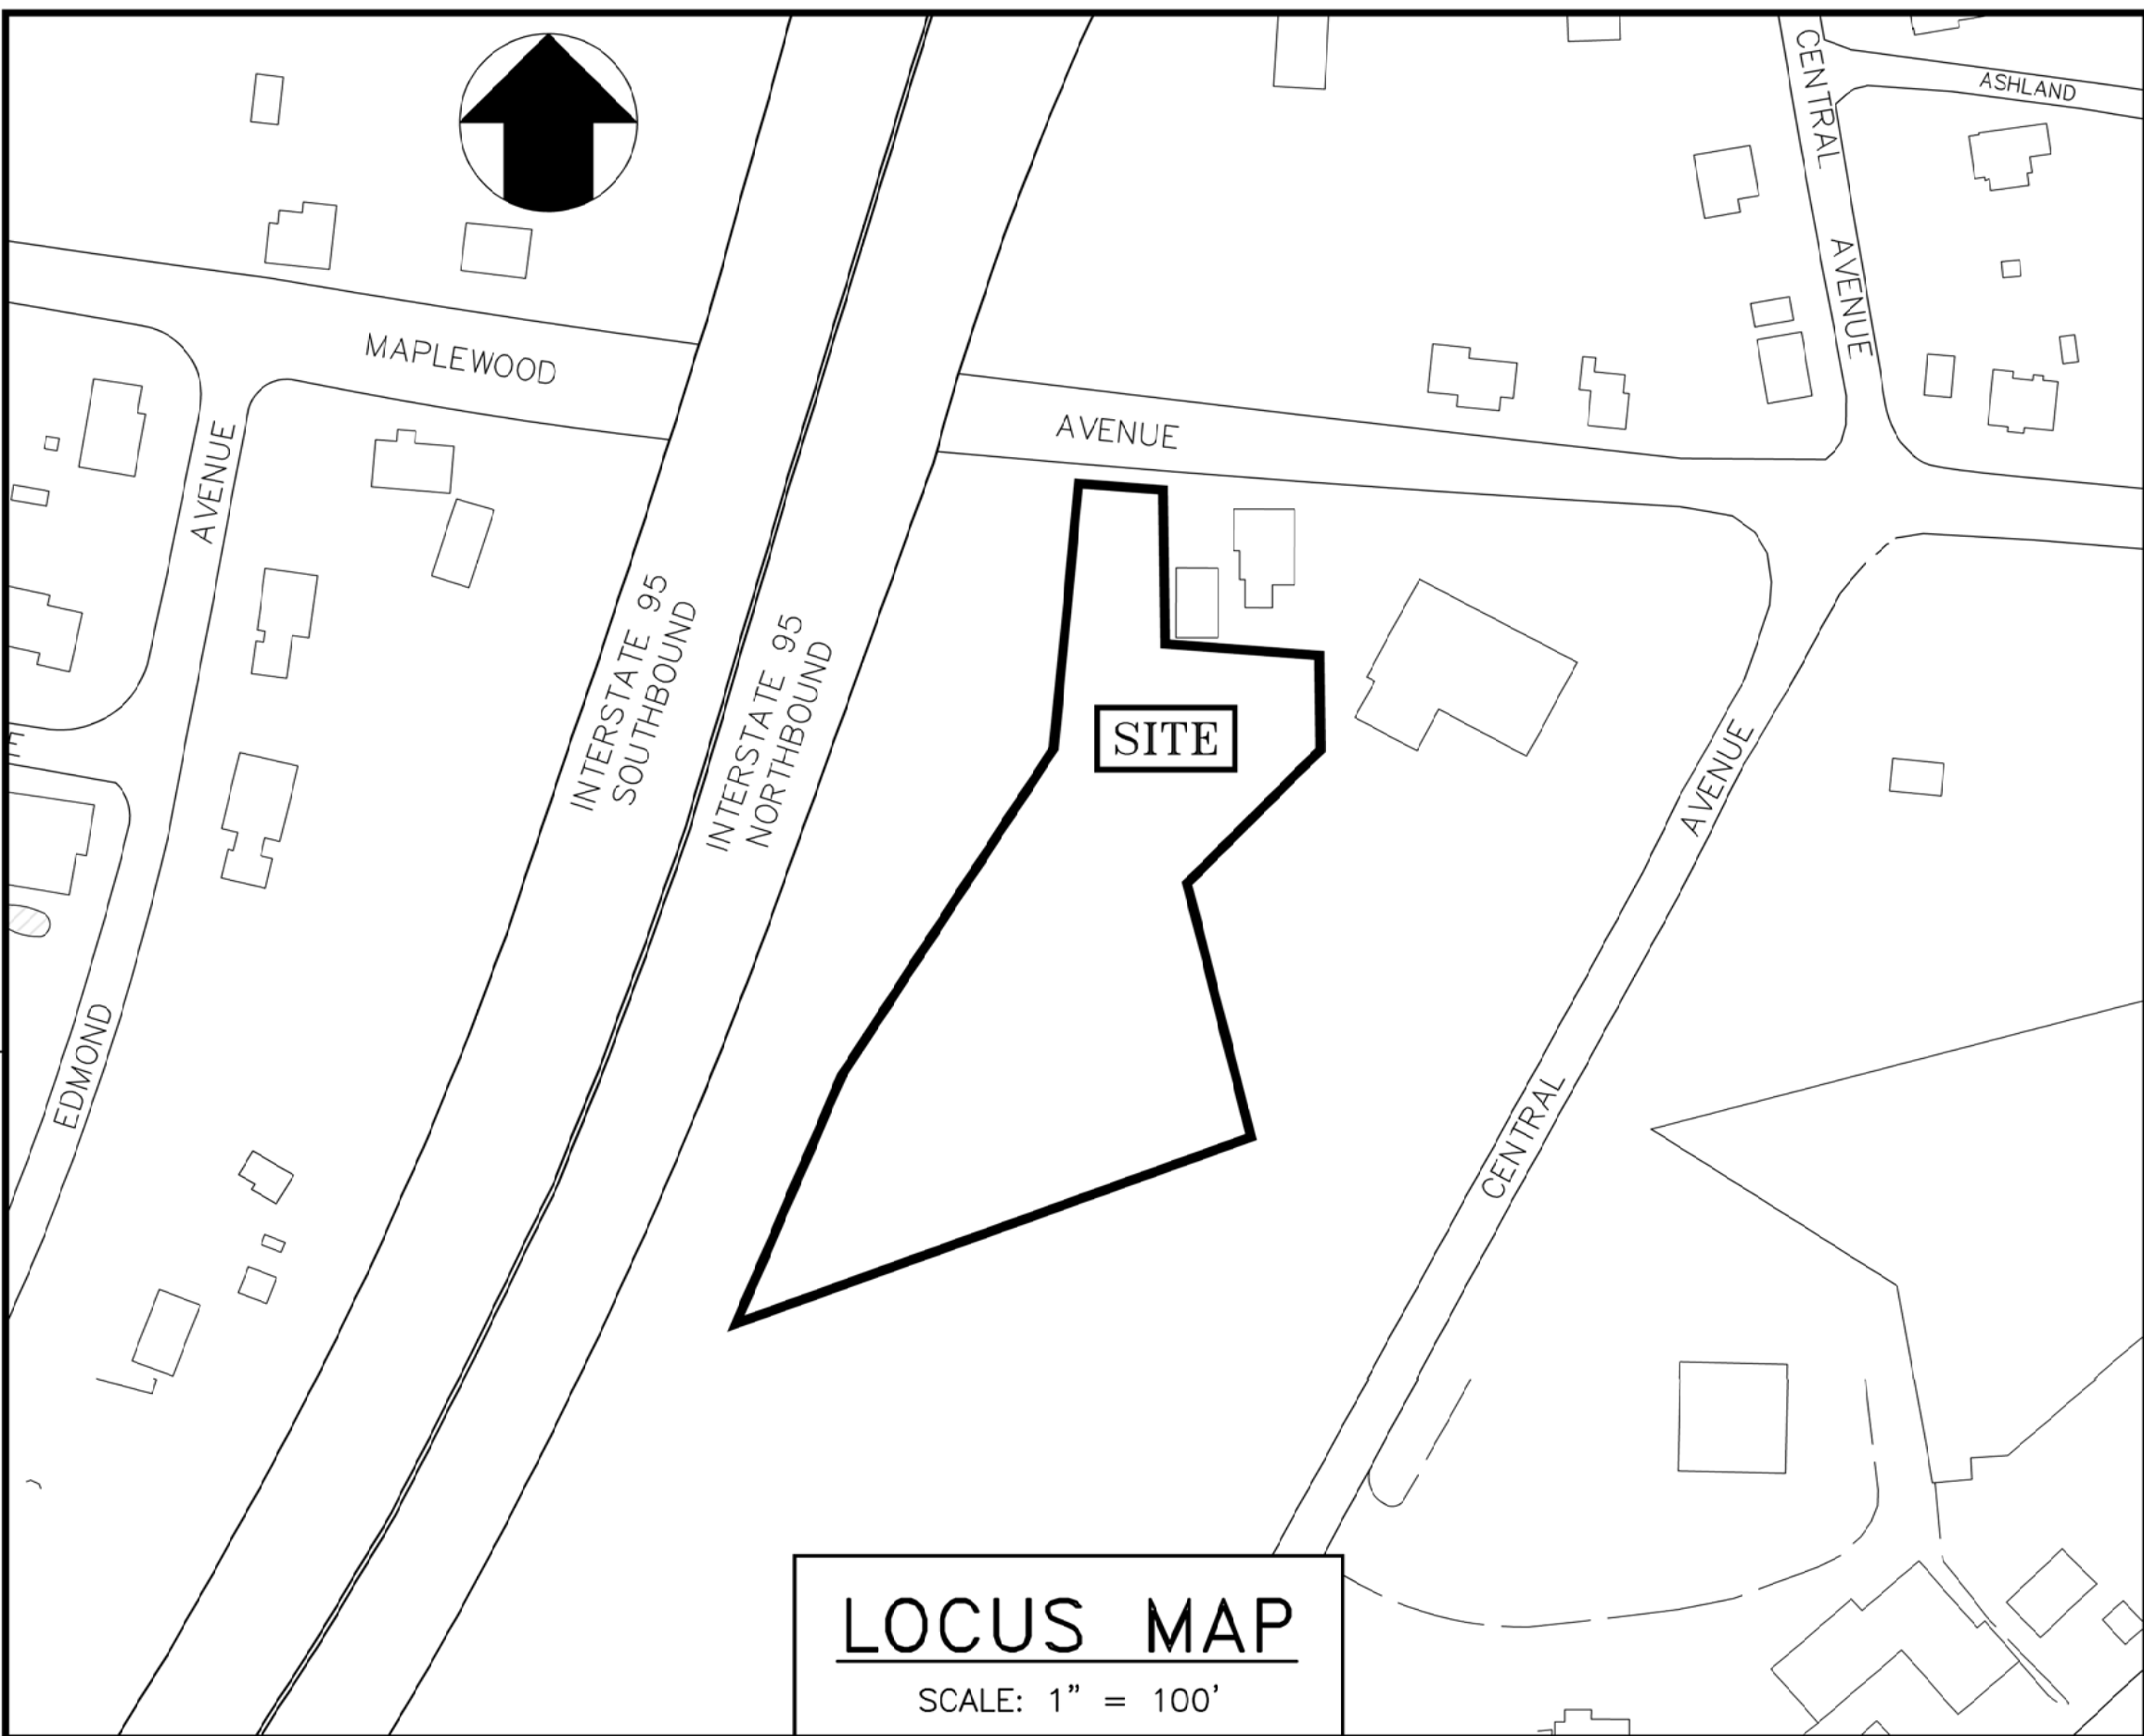 CENTRAL AVENUE
ASHLAND
MAPLEWOOD
AVENUE
AVENUE
EDMOND
INTERSTATE 95
SOUTHBOUND
INTERSTATE 95
NORTHBOUND
SITE
AVENUE
CENTRAL
LOCUS MAP
SCALE: 1" = 100'